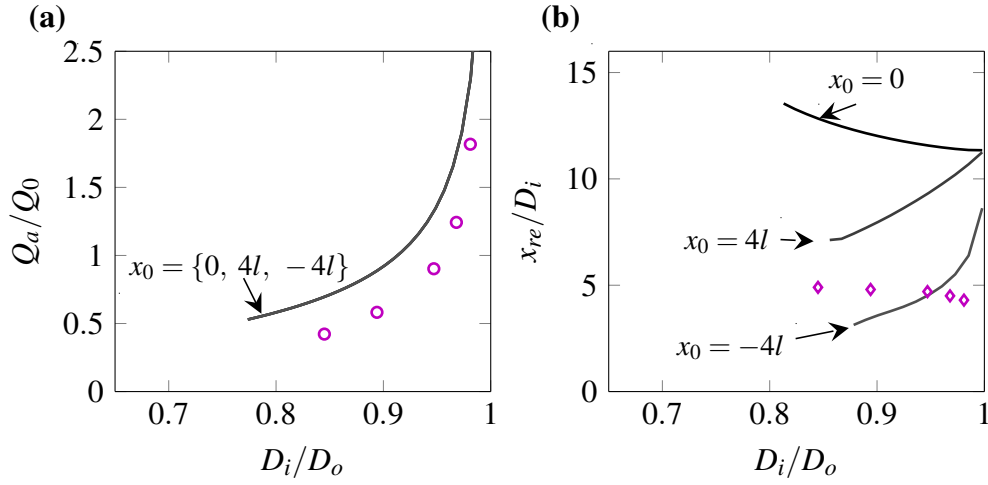 (a)
2.5
2
1.5
1
0.5
0
Q_a/Q_0
x_0 = {0, 4l, −4l}
0.7 0.8 0.9 1
D_i/D_o
(b)
15
10
5
0
x_{re}/D_i
x_0 = 0
x_0 = 4l
x_0 = −4l
0.7 0.8 0.9 1
D_i/D_o